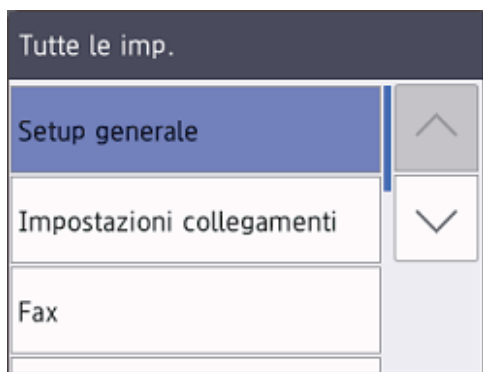 Tutte le imp.
Setup generale
Impostazioni collegamenti
Fax